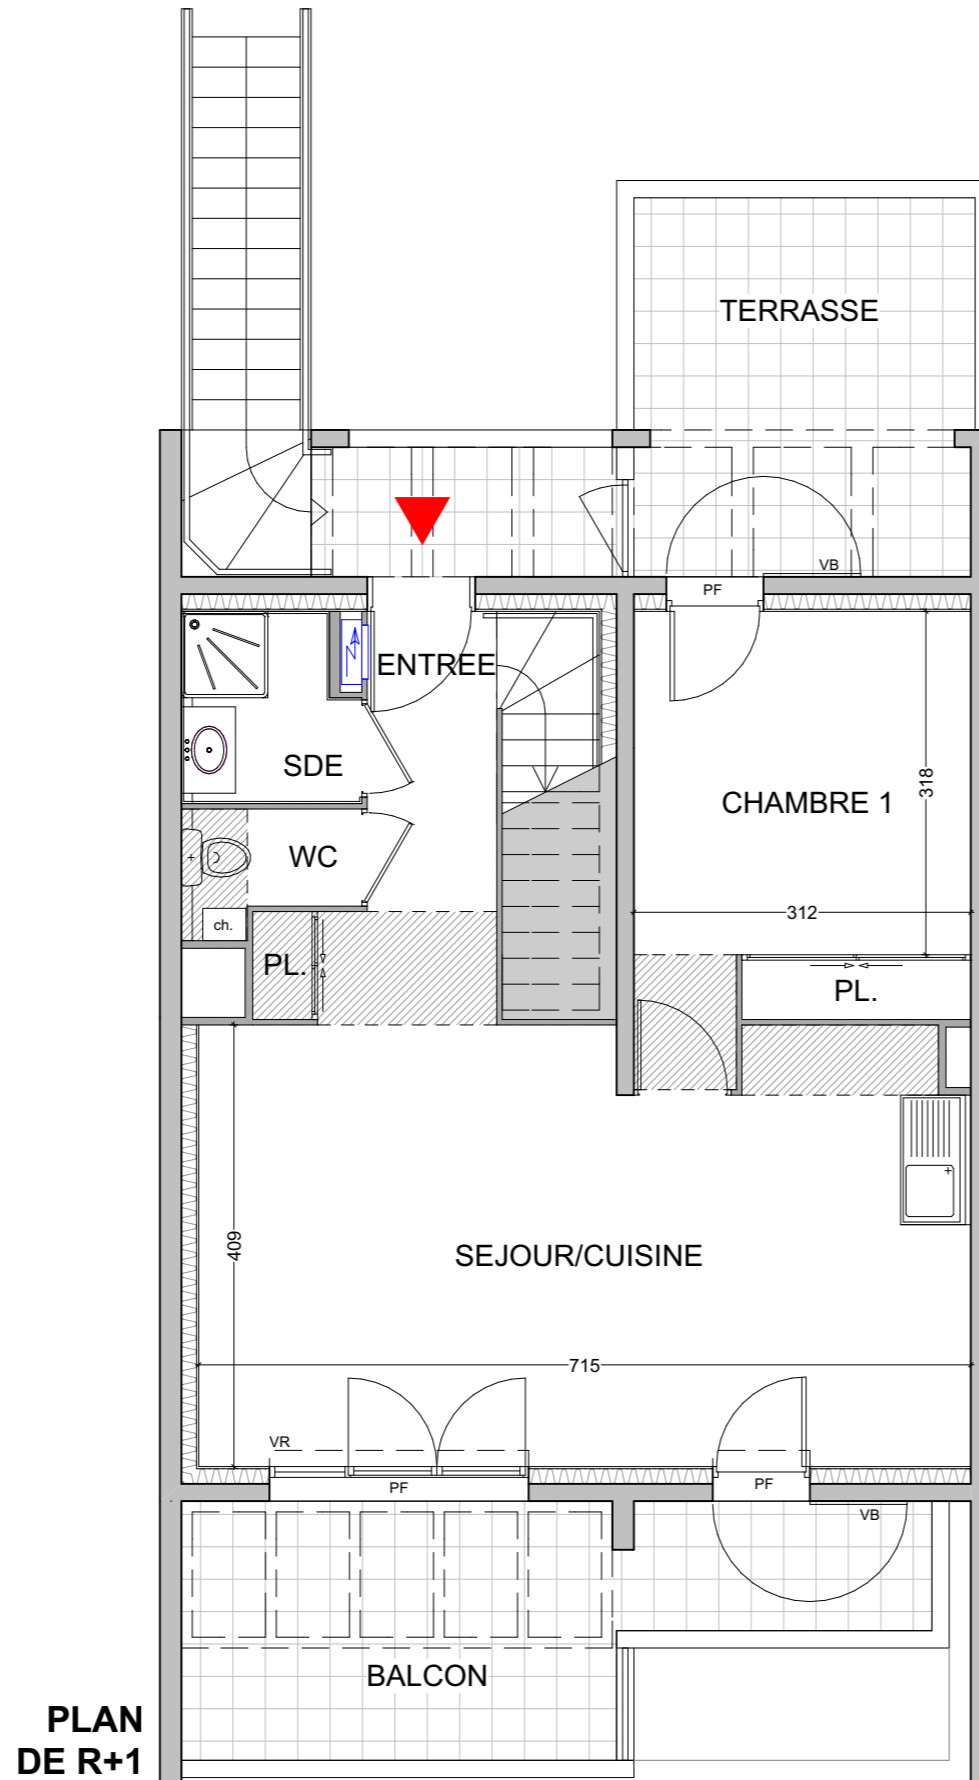 TERRASSE
VB
PF
ENTREE
N
SDE
CHAMBRE 1
318
WC
312
ch.
PL.
PL.
409
SEJOUR/CUISINE
715
VR
PF
PF
VB
BALCON
PLAN
DE R+1